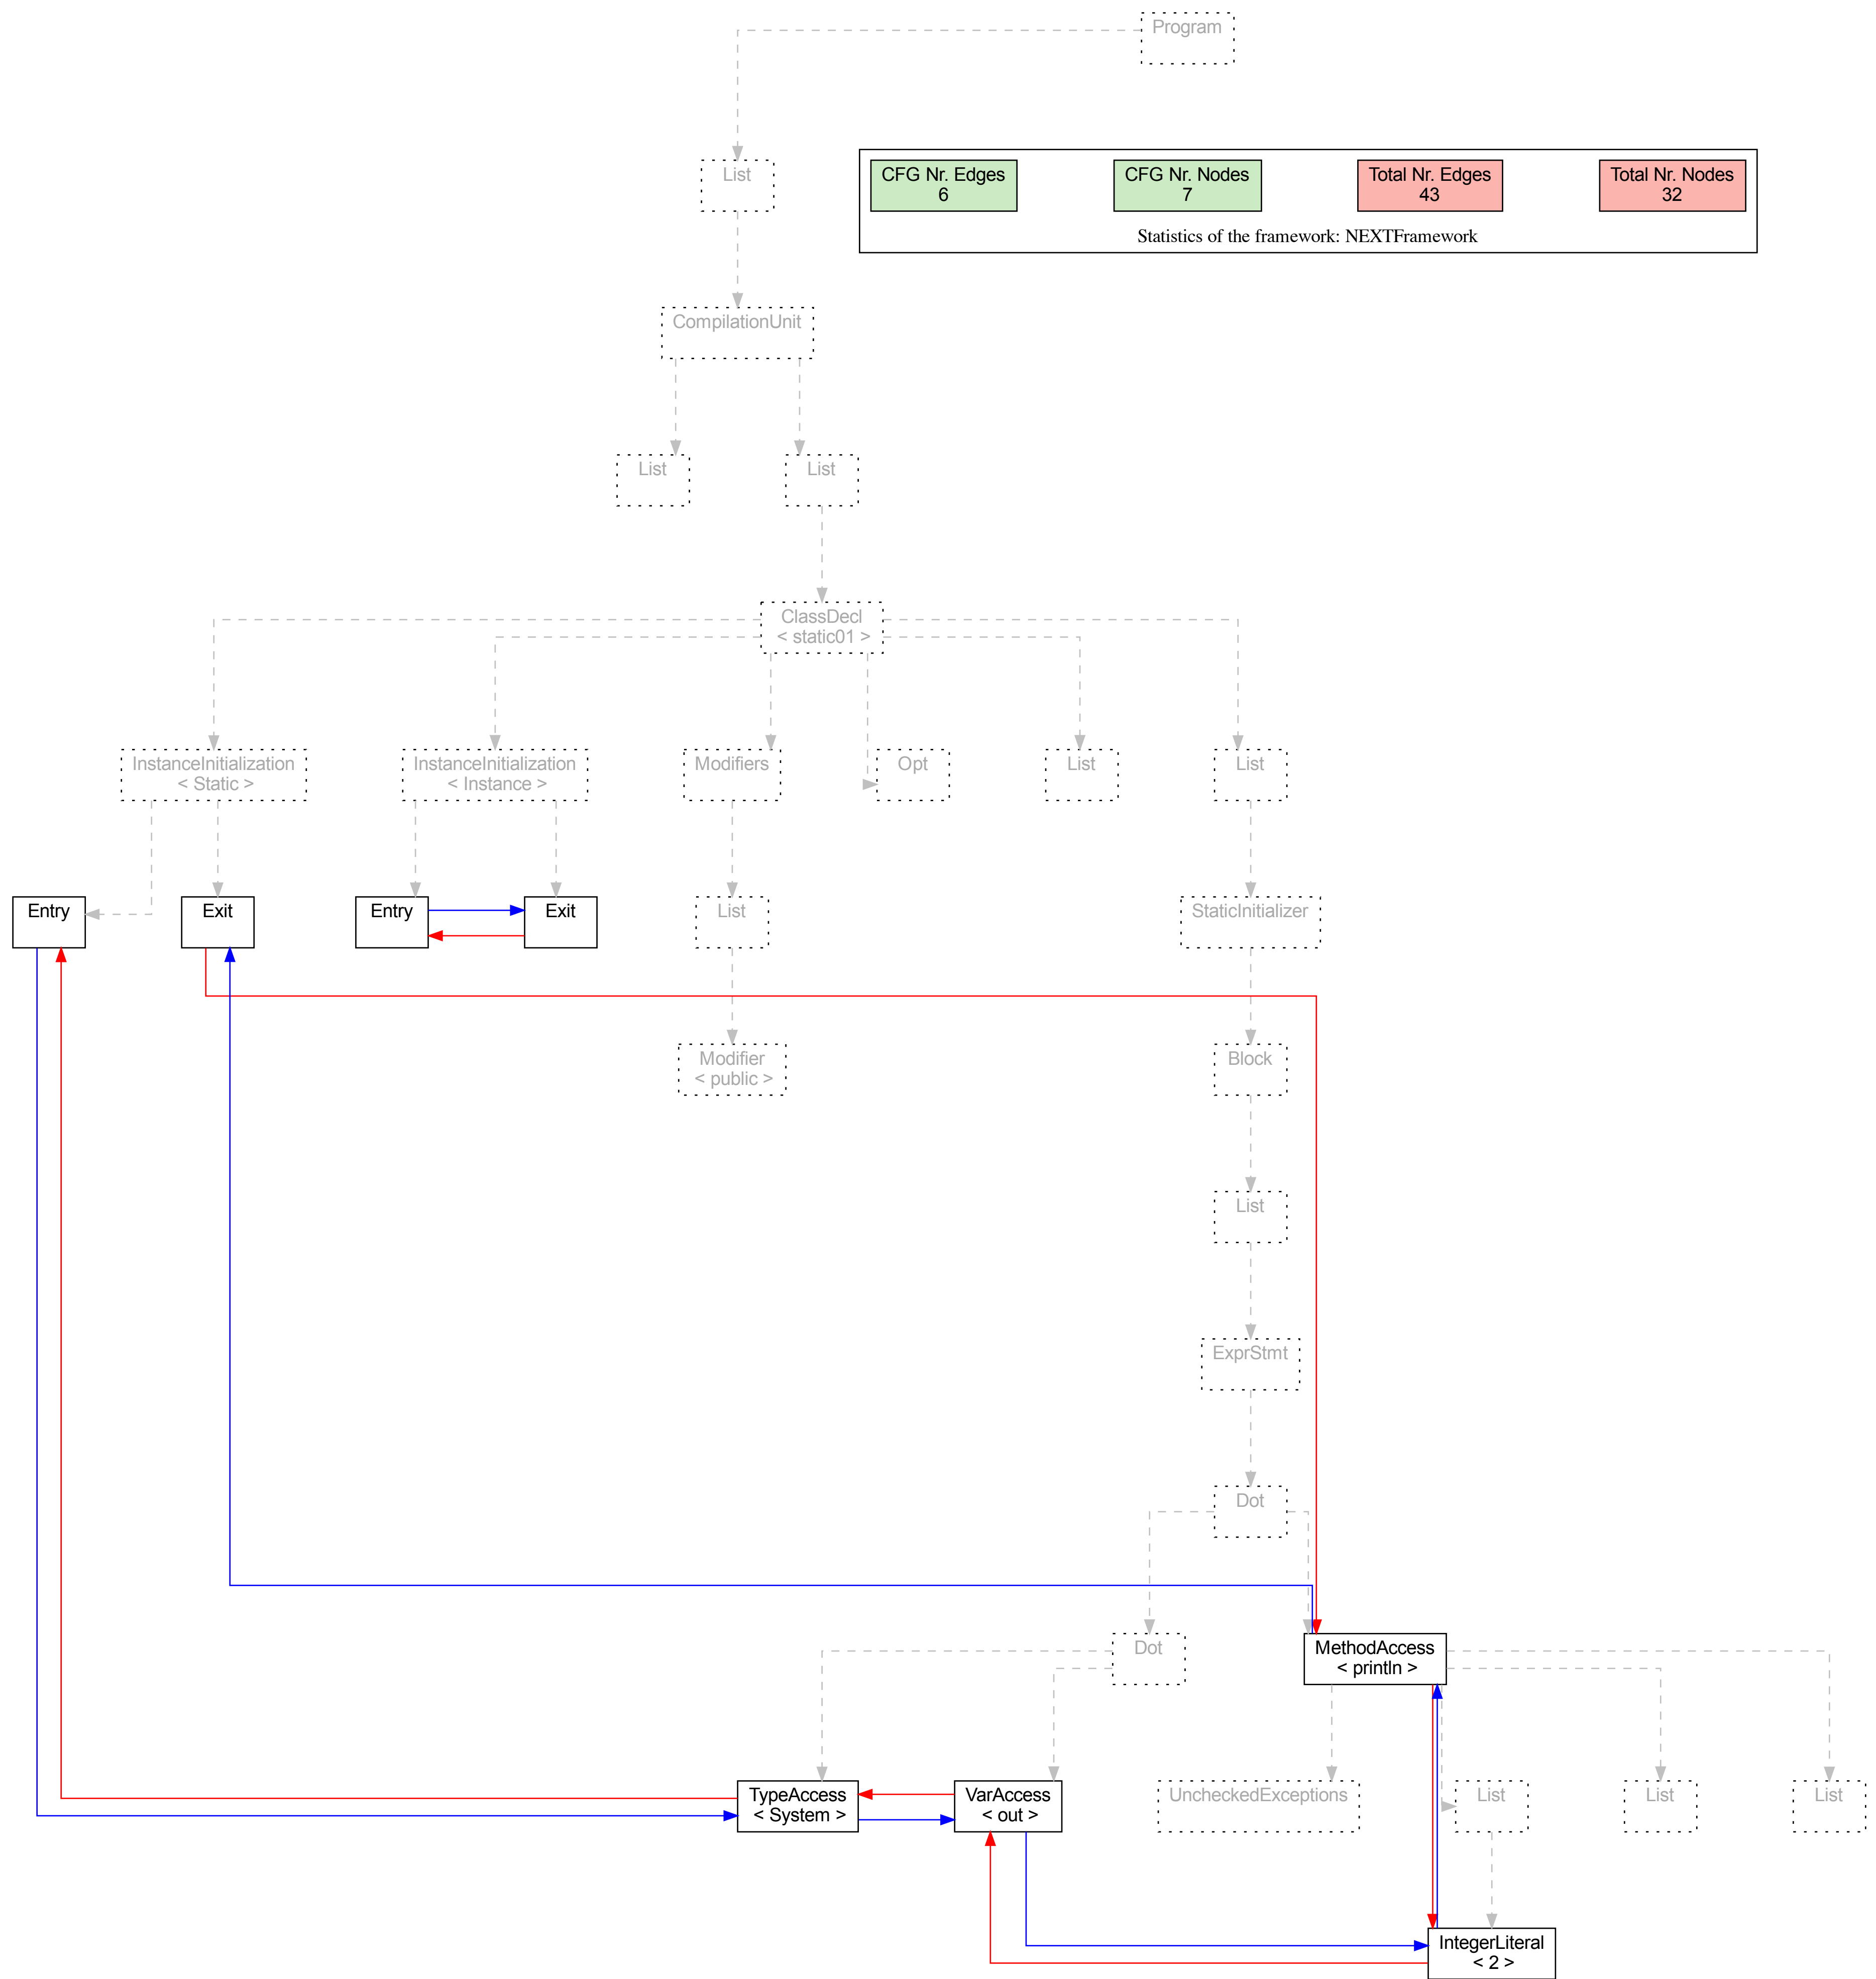 Program
List
CFG Nr. Edges
6
CFG Nr. Nodes
7
Total Nr. Edges
43
Total Nr. Nodes
32
Statistics of the framework: NEXTFramework
CompilationUnit
List
List
ClassDecl
< static01 >
InstanceInitialization
< Static >
InstanceInitialization
< Instance >
Modifiers
Opt
List
List
Entry
Exit
Entry
Exit
List
StaticInitializer
Modifier
< public >
Block
List
ExprStmt
Dot
Dot
MethodAccess
< println >
TypeAccess
< System >
VarAccess
< out >
UncheckedExceptions
List
List
List
IntegerLiteral
< 2 >